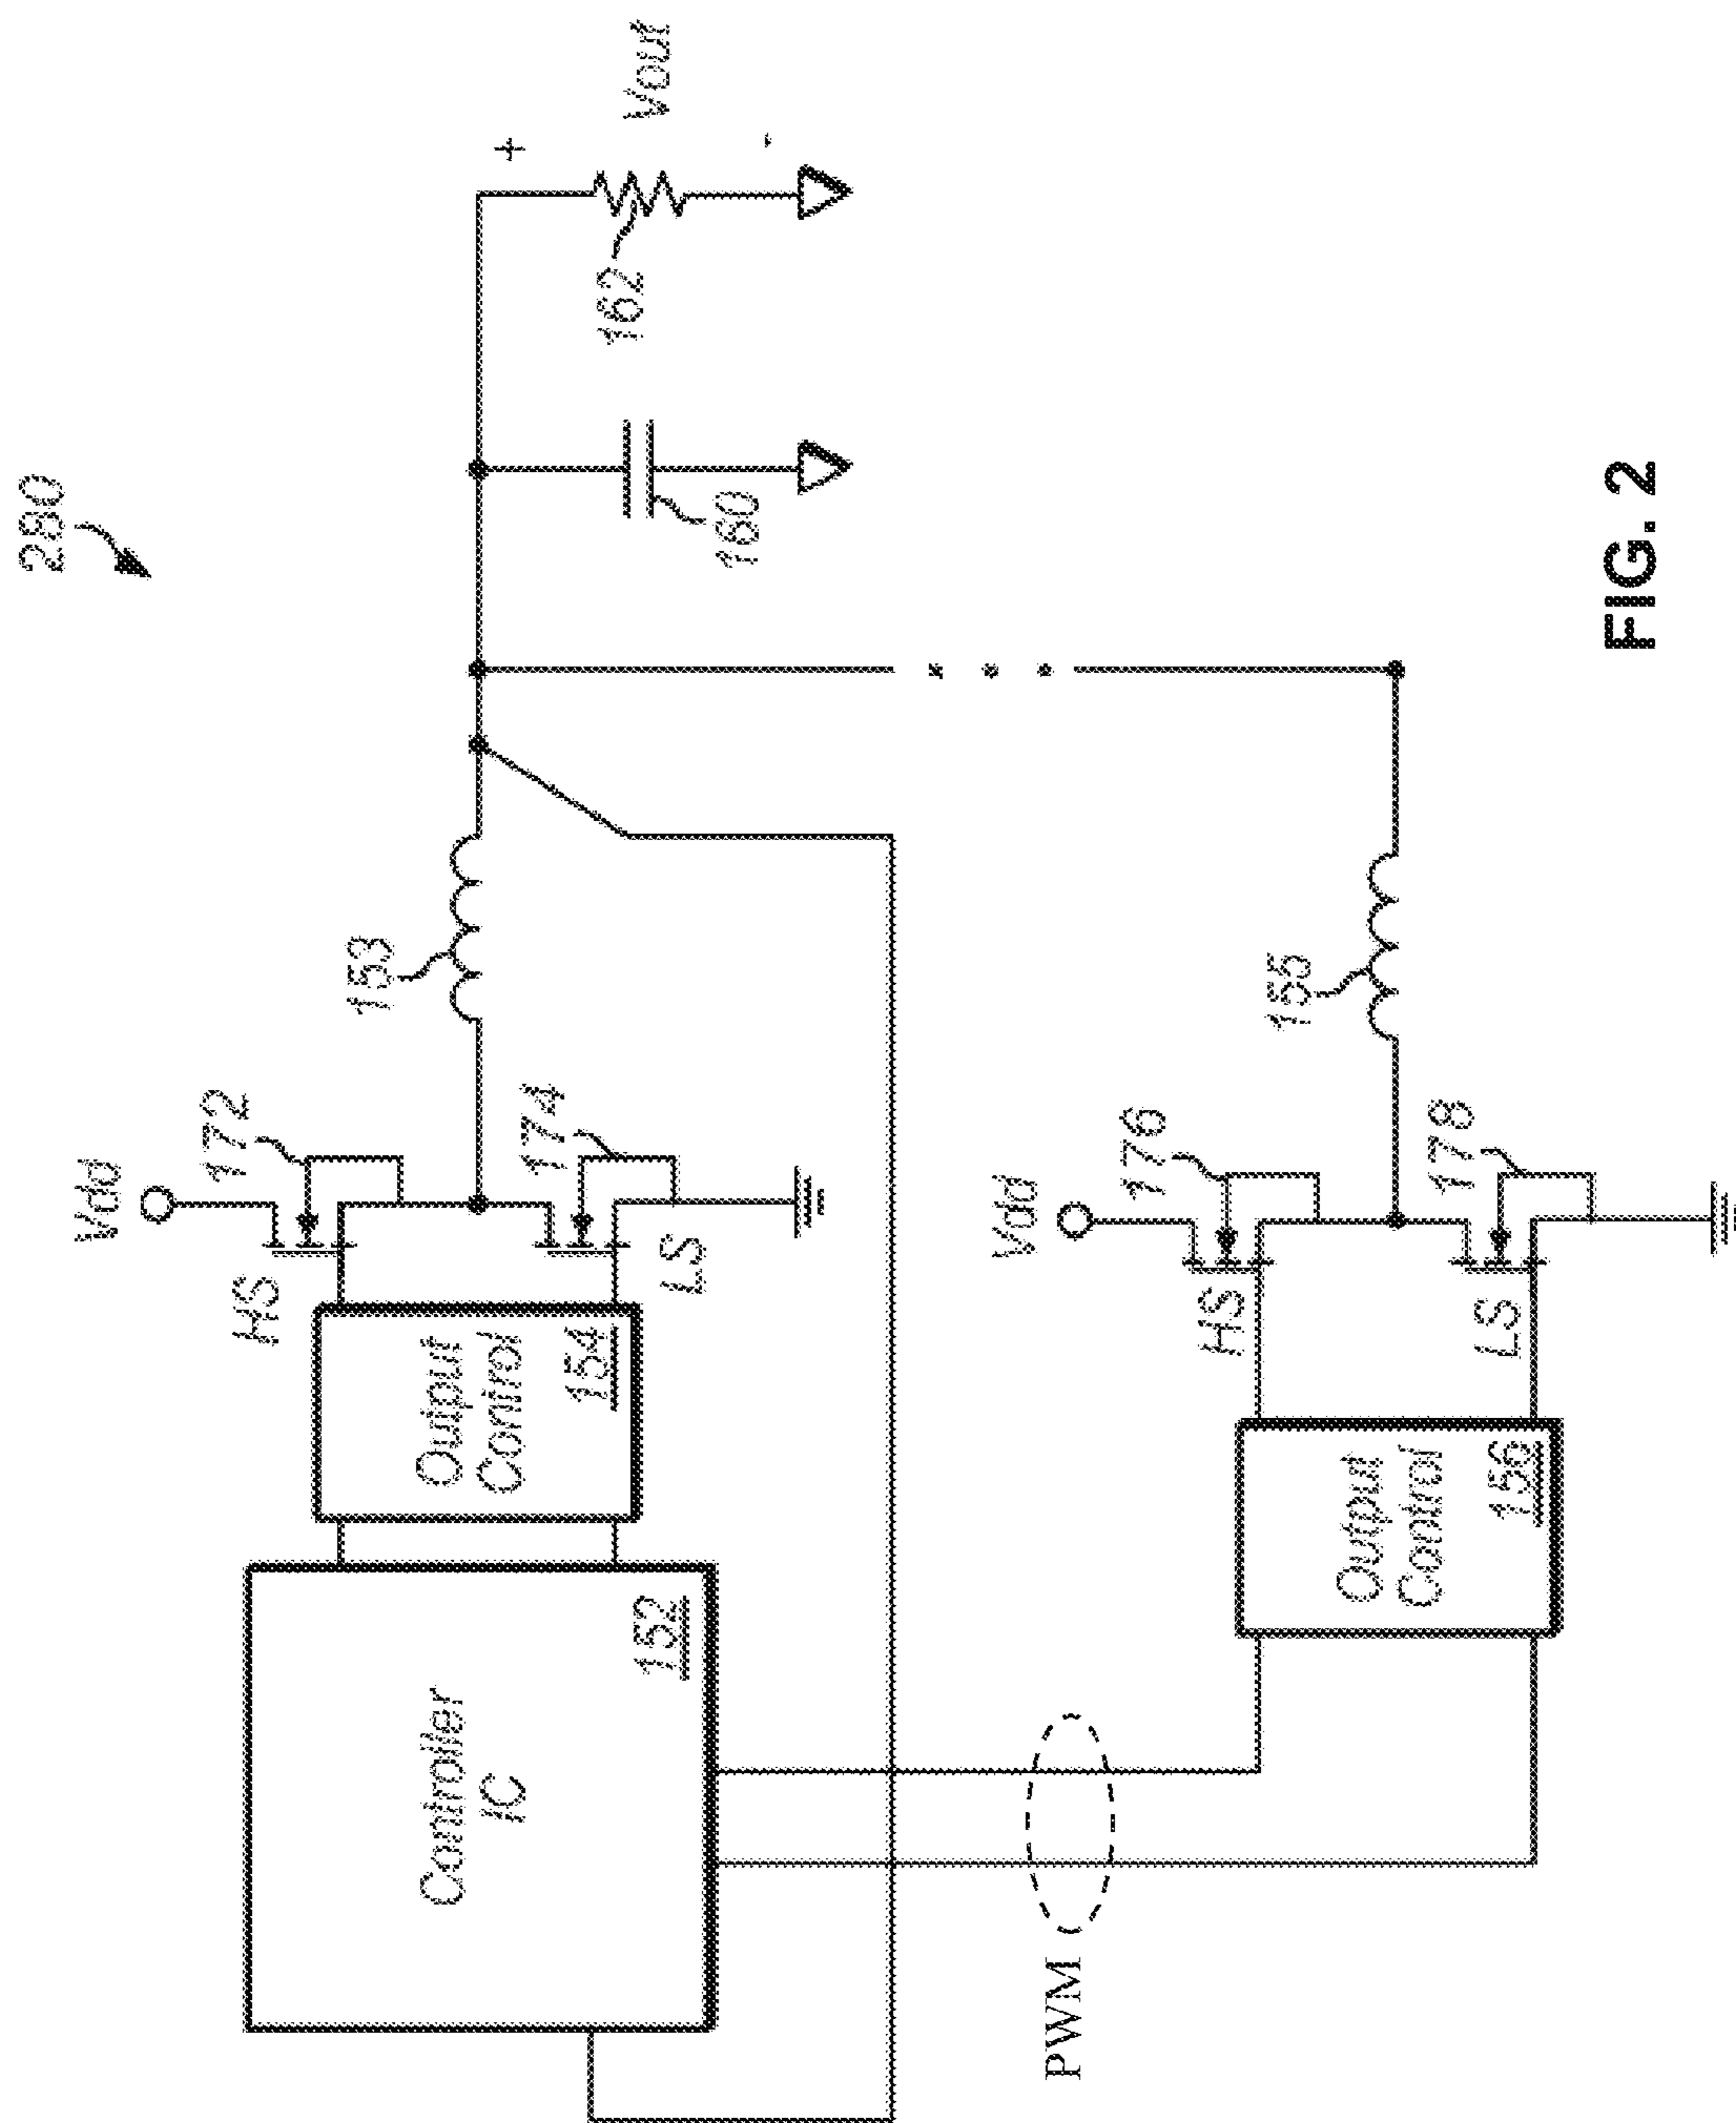 280
Vdd
172
HS
153
+
Vout
162
-
160
Controller
IC
152
Output
Control
154
174
LS
PWM
Vdd
176
HS
155
Output
Control
156
178
LS
FIG. 2